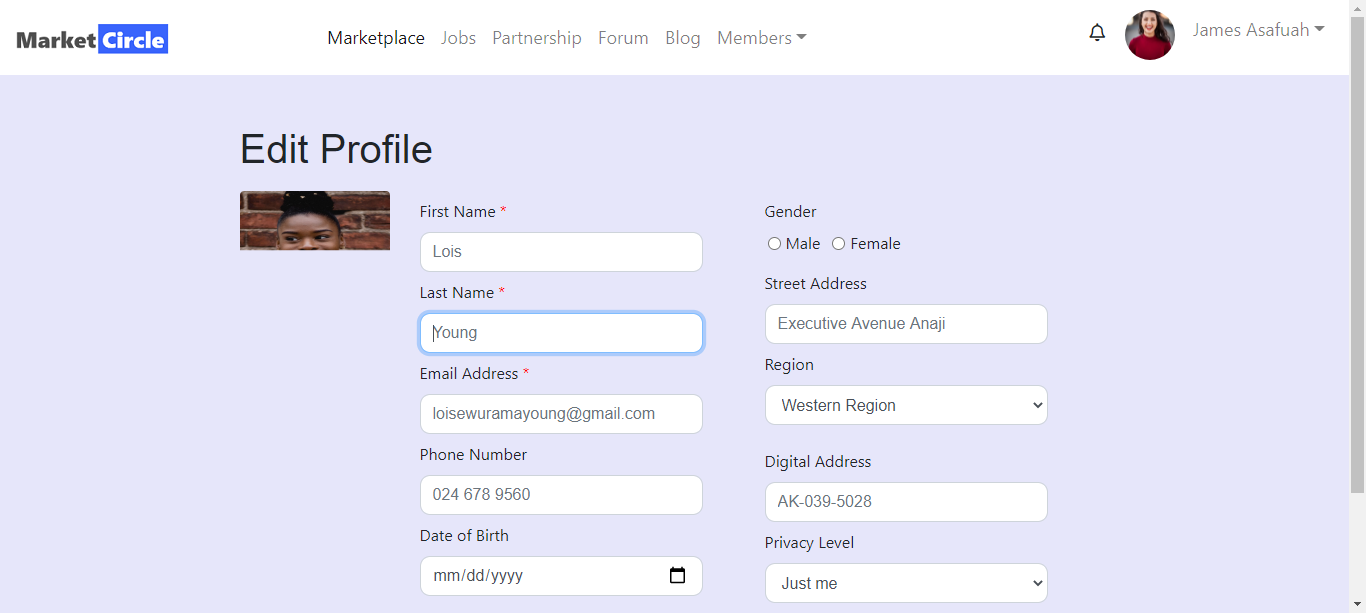 Market Circle
Marketplace Jobs Partnership Forum Blog Members
James Asafuah
Edit Profile
First Name *
Lois
Last Name *
Young
Email Address *
loisewuramayoung@gmail.com
Phone Number
024 678 9560
Date of Birth
mm/dd/yyyy
Gender
Male Female
Street Address
Executive Avenue Anaji
Region
Western Region
Digital Address
AK-039-5028
Privacy Level
Just me